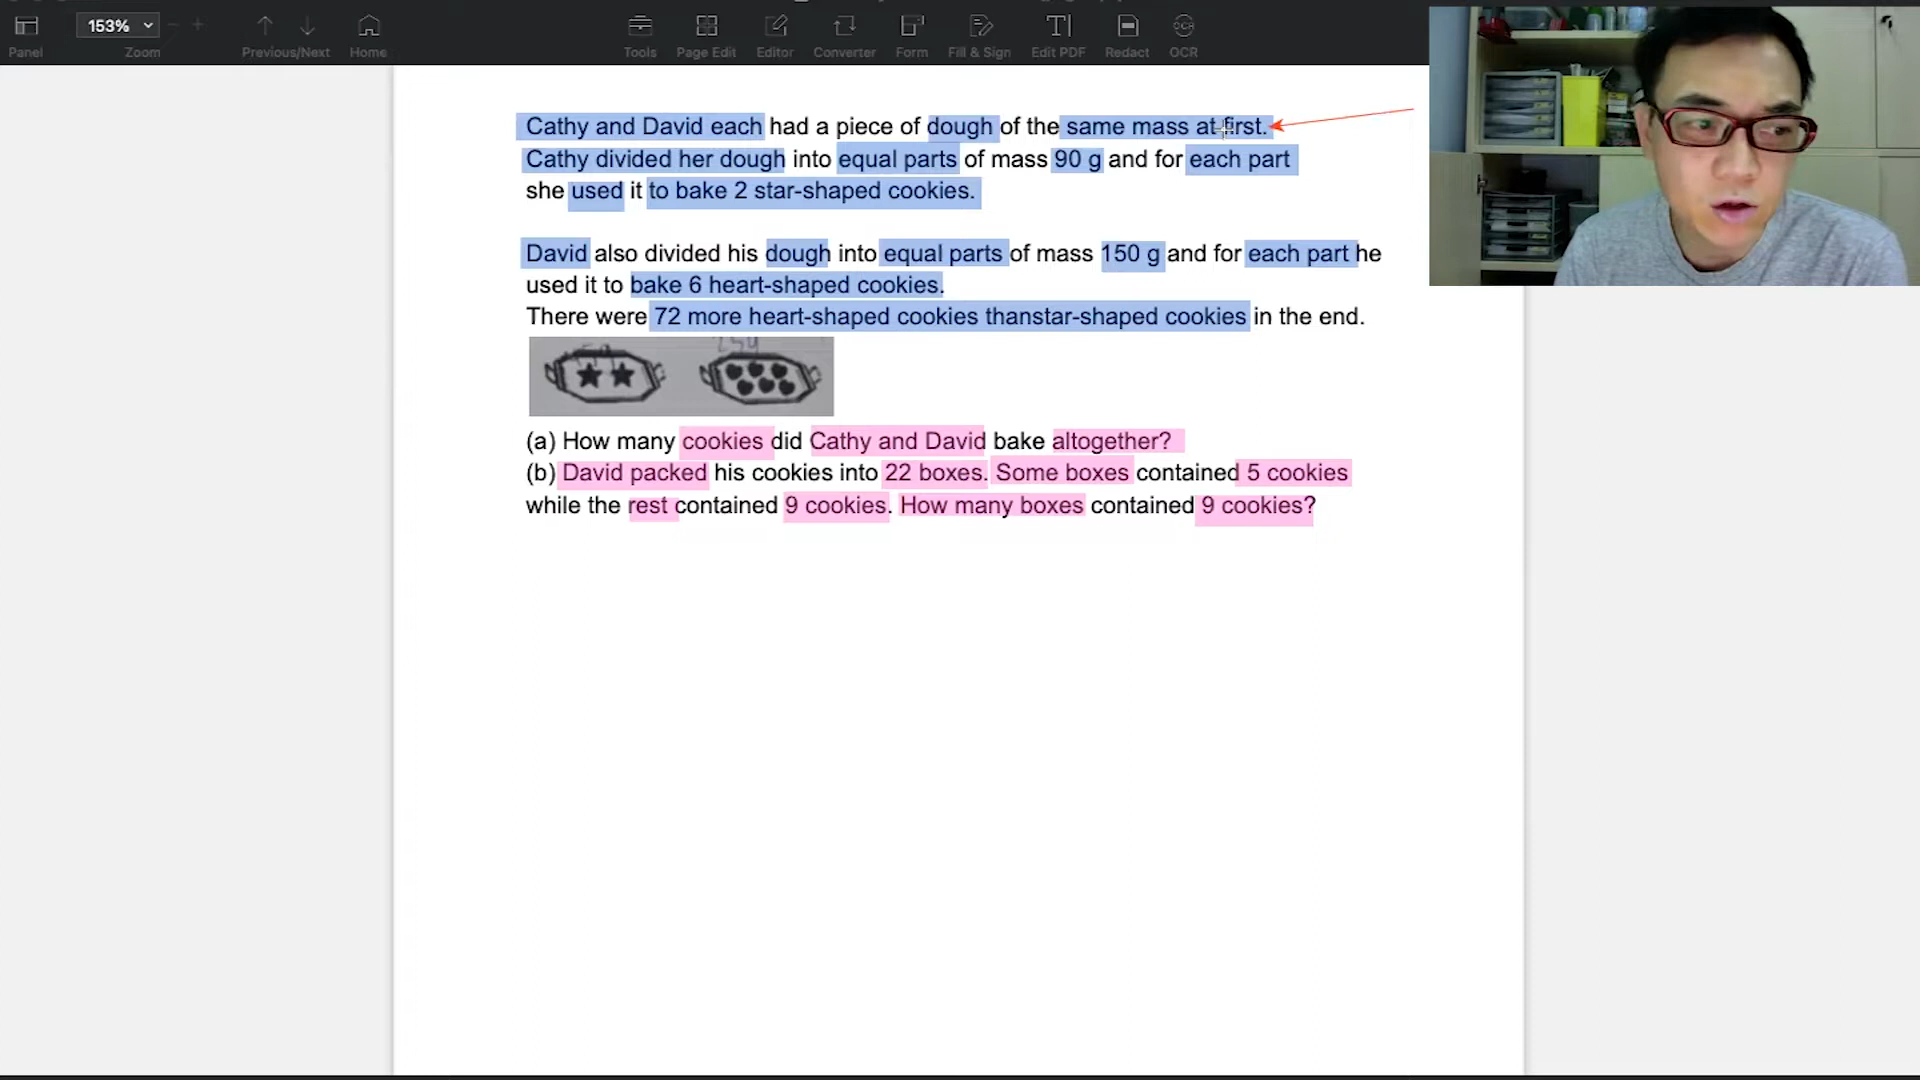 153%
Panel Zoom Previous/Next Home Tools Page Edit Editor Converter Form Fill & Sign Edit PDF Redact OCR
Cathy and David each had a piece of dough of the same mass at first.
Cathy divided her dough into equal parts of mass 90 g and for each part
she used it to bake 2 star-shaped cookies.
David also divided his dough into equal parts of mass 150 g and for each part he
used it to bake 6 heart-shaped cookies.
There were 72 more heart-shaped cookies thanstar-shaped cookies in the end.
(a) How many cookies did Cathy and David bake altogether?
(b) David packed his cookies into 22 boxes. Some boxes contained 5 cookies
while the rest contained 9 cookies. How many boxes contained 9 cookies?